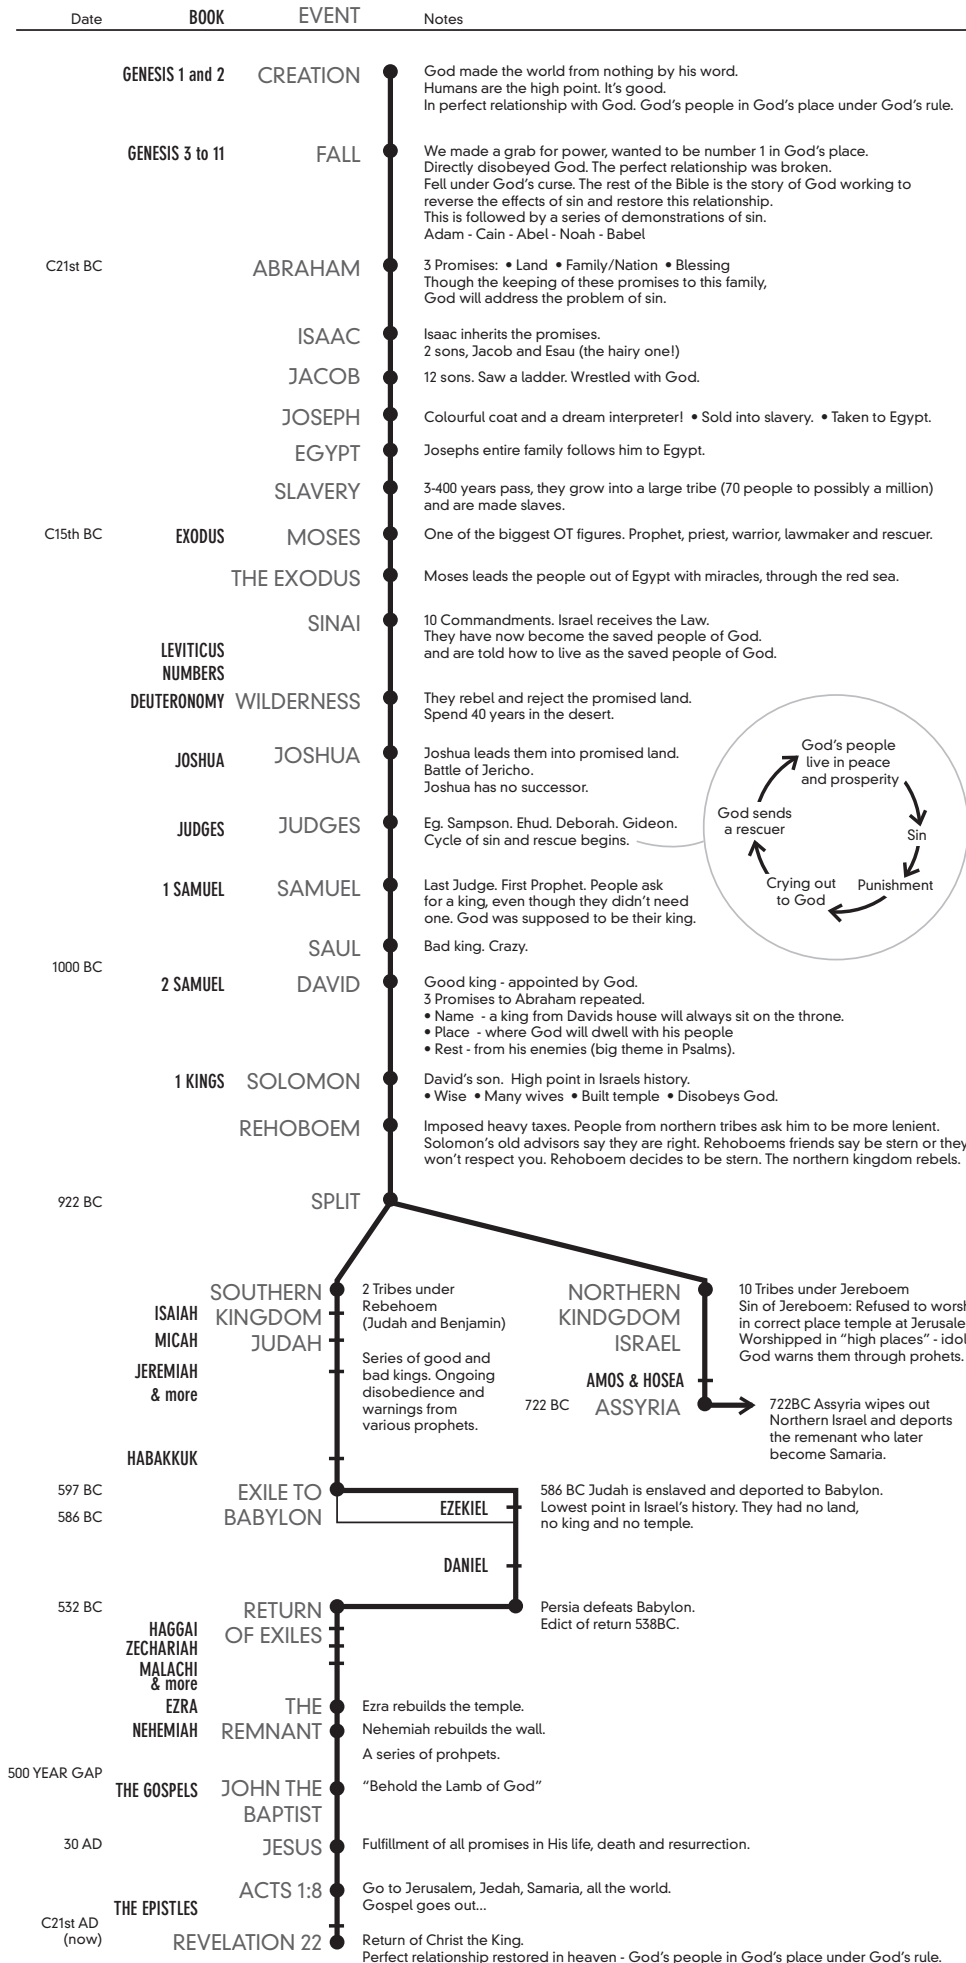 Date BOOK EVENT Notes
GENESIS 1 and 2 CREATION God made the world from nothing by his word.
Humans are the high point. It's good.
In perfect relationship with God. God's people in God's place under God's rule.
GENESIS 3 to 11 FALL We made a grab for power, wanted to be number 1 in God's place.
Directly disobeyed God. The perfect relationship was broken.
Fell under God's curse. The rest of the Bible is the story of God working to
reverse the effects of sin and restore this relationship.
This is followed by a series of demonstrations of sin.
Adam - Cain - Abel - Noah - Babel
C21st BC ABRAHAM 3 Promises: • Land • Family/Nation • Blessing
Though the keeping of these promises to this family,
God will address the problem of sin.
ISAAC Isaac inherits the promises.
2 sons, Jacob and Esau (the hairy one!)
JACOB 12 sons. Saw a ladder. Wrestled with God.
JOSEPH Colourful coat and a dream interpreter! • Sold into slavery. • Taken to Egypt.
EGYPT Josephs entire family follows him to Egypt.
SLAVERY 3-400 years pass, they grow into a large tribe (70 people to possibly a million)
and are made slaves.
C15th BC EXODUS MOSES One of the biggest OT figures. Prophet, priest, warrior, lawmaker and rescuer.
THE EXODUS Moses leads the people out of Egypt with miracles, through the red sea.
SINAI 10 Commandments. Israel receives the Law.
They have now become the saved people of God.
and are told how to live as the saved people of God.
LEVITICUS
NUMBERS
DEUTERONOMY WILDERNESS They rebel and reject the promised land.
Spend 40 years in the desert.
JOSHUA JOSHUA Joshua leads them into promised land.
Battle of Jericho.
Joshua has no successor.
JUDGES JUDGES Eg. Sampson. Ehud. Deborah. Gideon.
Cycle of sin and rescue begins.
God's people
live in peace
and prosperity
Sin
Punishment
Crying out
to God
God sends
a rescuer
1 SAMUEL SAMUEL Last Judge. First Prophet. People ask
for a king, even though they didn't need
one. God was supposed to be their king.
SAUL Bad king. Crazy.
1000 BC
2 SAMUEL DAVID Good king - appointed by God.
3 Promises to Abraham repeated.
• Name - a king from Davids house will always sit on the throne.
• Place - where God will dwell with his people
• Rest - from his enemies (big theme in Psalms).
1 KINGS SOLOMON David's son. High point in Israels history.
• Wise • Many wives • Built temple • Disobeys God.
REHOBOEM Imposed heavy taxes. People from northern tribes ask him to be more lenient.
Solomon's old advisors say they are right. Rehoboems friends say be stern or they
won't respect you. Rehoboem decides to be stern. The northern kingdom rebels.
922 BC SPLIT
SOUTHERN
KINGDOM
JUDAH
ISAIAH
MICAH
JEREMIAH
& more
HABAKKUK
2 Tribes under
Rebehoem
(Judah and Benjamin)
Series of good and
bad kings. Ongoing
disobedience and
warnings from
various prophets.
NORTHERN
KINDGDOM
ISRAEL
10 Tribes under Jereboem
Sin of Jereboem: Refused to
in correct place temple at
Worshipped in "high places" -
God warns them through prohets.
AMOS & HOSEA
722 BC ASSYRIA 722BC Assyria wipes out
Northern Israel and deports
the remenant who later
become Samaria.
597 BC
586 BC
EXILE TO
BABYLON
EZEKIEL
DANIEL
586 BC Judah is enslaved and deported to Babylon.
Lowest point in Israel's history. They had no land,
no king and no temple.
532 BC RETURN
OF EXILES
Persia defeats Babylon.
Edict of return 538BC.
HAGGAI
ZECHARIAH
MALACHI
& more
EZRA THE Ezra rebuilds the temple.
NEHEMIAH REMNANT Nehemiah rebuilds the wall.
A series of prohpets.
500 YEAR GAP
THE GOSPELS JOHN THE "Behold the Lamb of God"
BAPTIST
30 AD JESUS Fulfillment of all promises in His life, death and resurrection.
ACTS 1:8 Go to Jerusalem, Jedah, Samaria, all the world.
Gospel goes out...
THE EPISTLES
C21st AD
(now)
REVELATION 22 Return of Christ the King.
Perfect relationship restored in heaven - God's people in God's place under God's rule.